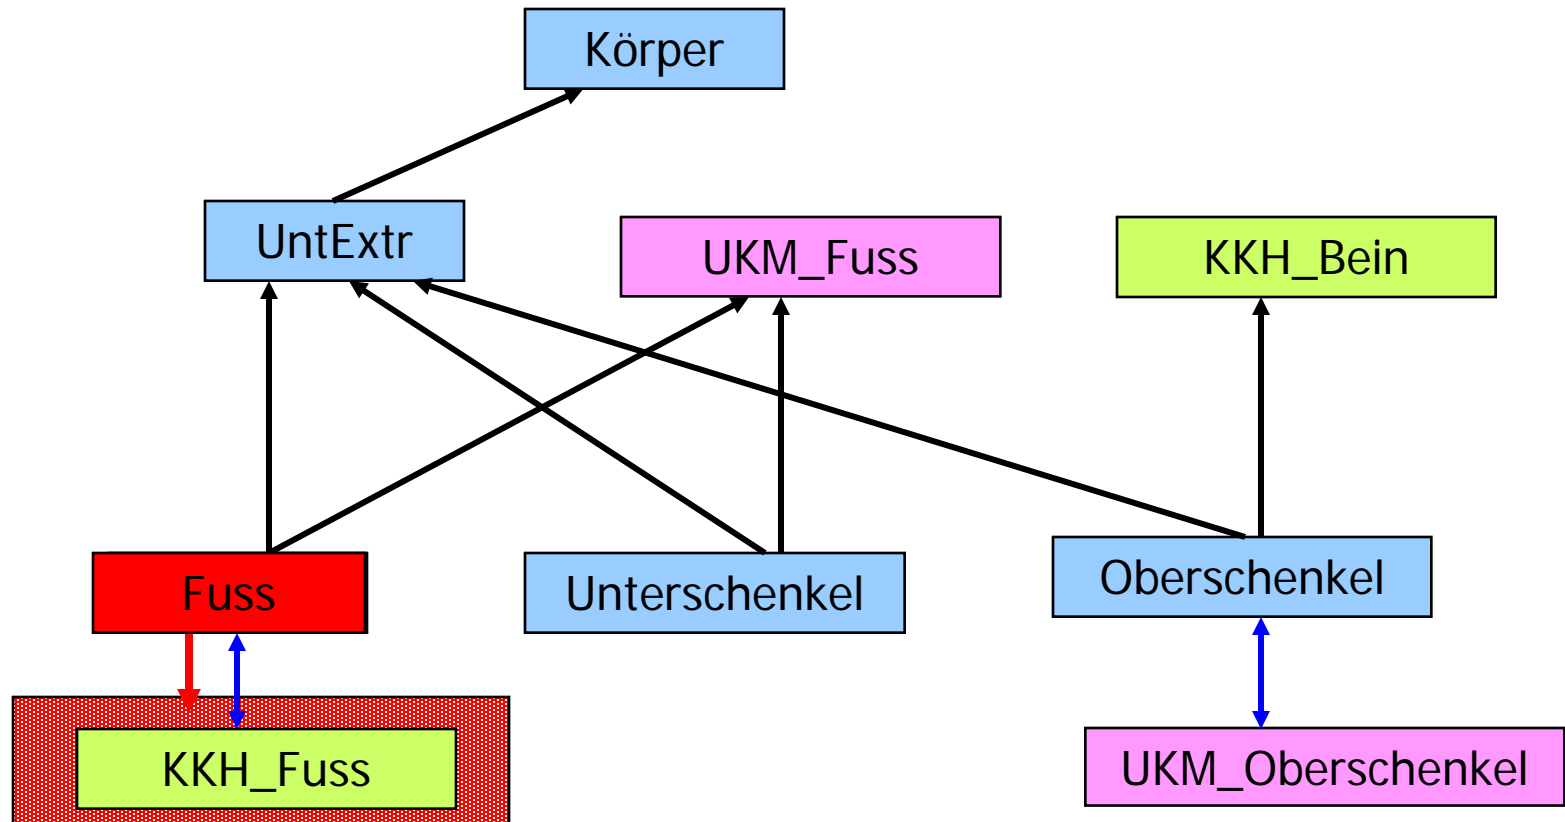 Körper
UntExtr
UKM_Fuss
KKH_Bein
Fuss
Unterschenkel
Oberschenkel
KKH_Fuss
UKM_Oberschenkel